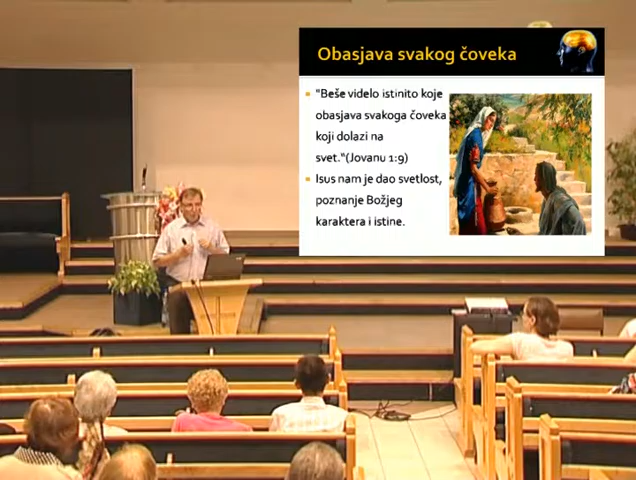 Obasjava svakog čoveka
"Beše videlo istinito koje
obasjava svakoga čoveka
koji dolazi na
svet."(Jovanu 1:9)
Isus nam je dao svetlost,
poznanje Božjeg
karaktera i istine.